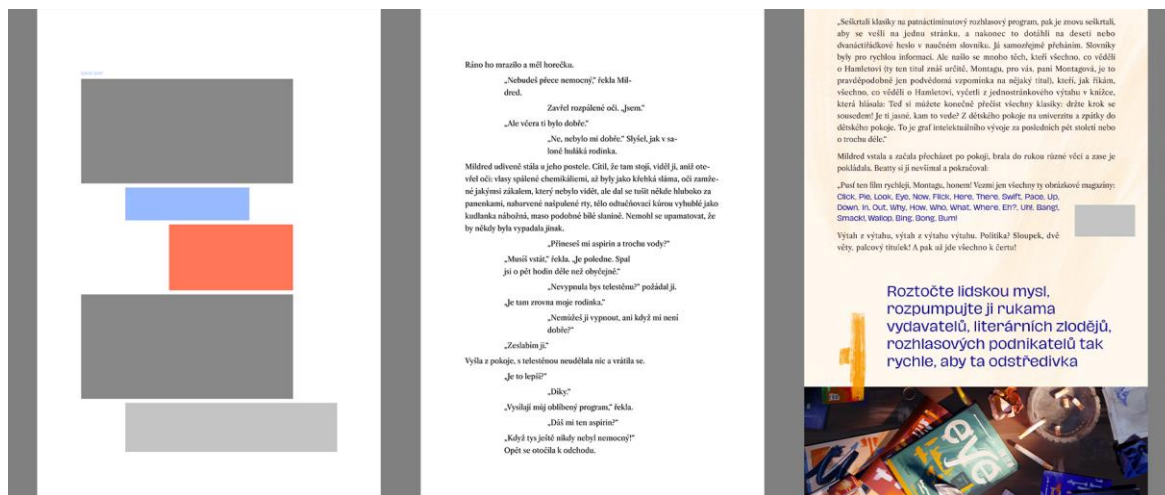 Ráno ho mrazilo a měl horečku.
„Nebudeš přece nemocný,“ řekla Mil-
dred.
Zavřel rozpálené oči. „Jsem.“
„Ale včera ti bylo dobře.“
„Ne, nebylo mi dobře.“ Slyšel, jak v sa-
loně huláká rodinka.
Mildred udiveně stála u jeho postele. Cítil, že tam stojí, viděl ji, aniž ote-
vřel oči: vlasy spálené chemikáliemi, až byly jako křehká sláma, oči zamže-
né jakýmsi zákalem, který nebylo vidět, ale dal se tušit někde hluboko za
panenkami, nabarvené našpulené rty, tělo odtučňovací kúrou vyhublé jako
kudlanka nábožná, maso podobné bílé slanině. Nemohl se upamatovat, že
by někdy byla vypadala jinak.
„Přineseš mi aspirin a trochu vody?“
„Musíš vstát,“ řekla. „Je poledne. Spal
jsi o pět hodin déle než obyčejně.“
„Nevypnula bys telestěnu?“ požádal ji.
„Je tam zrovna moje rodinka.“
„Nemůžeš ji vypnout, ani když mi není
dobře?“
„Zeslabím ji.“
Vyšla z pokoje, s telestěnou neudělala nic a vrátila se.
„Je to lepší?“
„Díky.“
„Vysílají můj oblíbený program,“ řekla.
„Dáš mi ten aspirin?“
„Když tys ještě nikdy nebyl nemocný!“
Opět se otočila k odchodu.
„Seškrtali klasiky na patnáctiminutový rozhlasový program, pak je znovu seškrtali,
aby se vešli na jednu stránku, a nakonec to dotáhli na deseti nebo
dvanáctiřádkové heslo v naučném slovníku. Já samozřejmě přeháním. Slovníky
byly pro rychlou informaci. Ale našlo se mnoho těch, kteří všechno, co věděli
o Hamletovi (ty ten titul znáš určitě, Montagu, pro vás, paní Montagová, je to
pravděpodobně jen podvědomá vzpomínka na nějaký titul), kteří, jak říkám,
všechno, co věděli o Hamletovi, vyčetli z jednostránkového výtahu v knížce,
která hlásala: Teď si můžete konečně přečíst všechny klasiky: držte krok se
sousedem! Je ti jasné, kam to vede? Z dětského pokoje na univerzitu a zpátky do
dětského pokoje. To je graf intelektuálního vývoje za posledních pět století nebo
o trochu déle.“
Mildred vstala a začala přecházet po pokoji, brala do rukou různé věci a zase je
pokládala. Beatty si jí nevšímal a pokračoval:
„Pusť ten film rychleji, Montagu, honem! Vezmi jen všechny ty obrázkové magazíny:
Click, Pie, Look, Eye, Now, Flick, Here, There, Swift, Pace, Up,
Down, In, Out, Why, How, Who, What, Where, Eh?, Uh!, Bang!,
Smack!, Wallop, Bing, Bong, Bum!
Výtah z výtahu, výtah z výtahu výtahu. Politika? Sloupek, dvě
věty, palcový titulek! A pak už jde všechno k čertu!
Roztočte lidskou mysl,
rozpumpujte ji rukama
vydavatelů, literárních zlodějů,
rozhlasových podnikatelů tak
rychle, aby ta odstředivka
eye